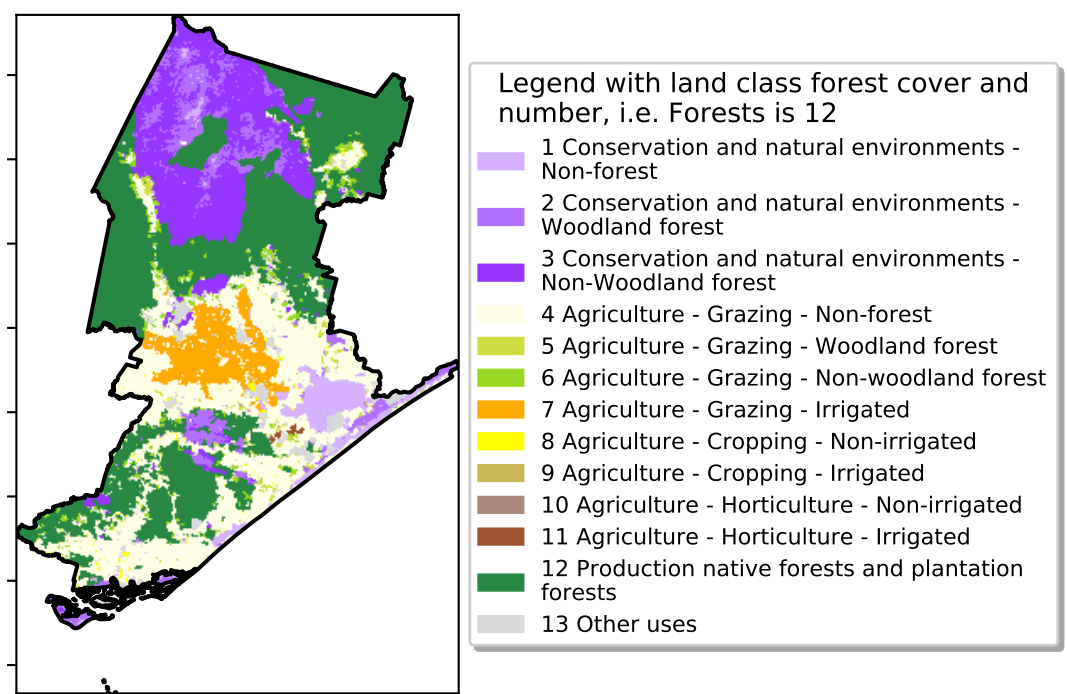 Legend with land class forest cover and
number, i.e. Forests is 12
1 Conservation and natural environments -
Non-forest
2 Conservation and natural environments -
Woodland forest
3 Conservation and natural environments -
Non-Woodland forest
4 Agriculture - Grazing - Non-forest
5 Agriculture - Grazing - Woodland forest
6 Agriculture - Grazing - Non-woodland forest
7 Agriculture - Grazing - Irrigated
8 Agriculture - Cropping - Non-irrigated
9 Agriculture - Cropping - Irrigated
10 Agriculture - Horticulture - Non-irrigated
11 Agriculture - Horticulture - Irrigated
12 Production native forests and plantation
forests
13 Other uses